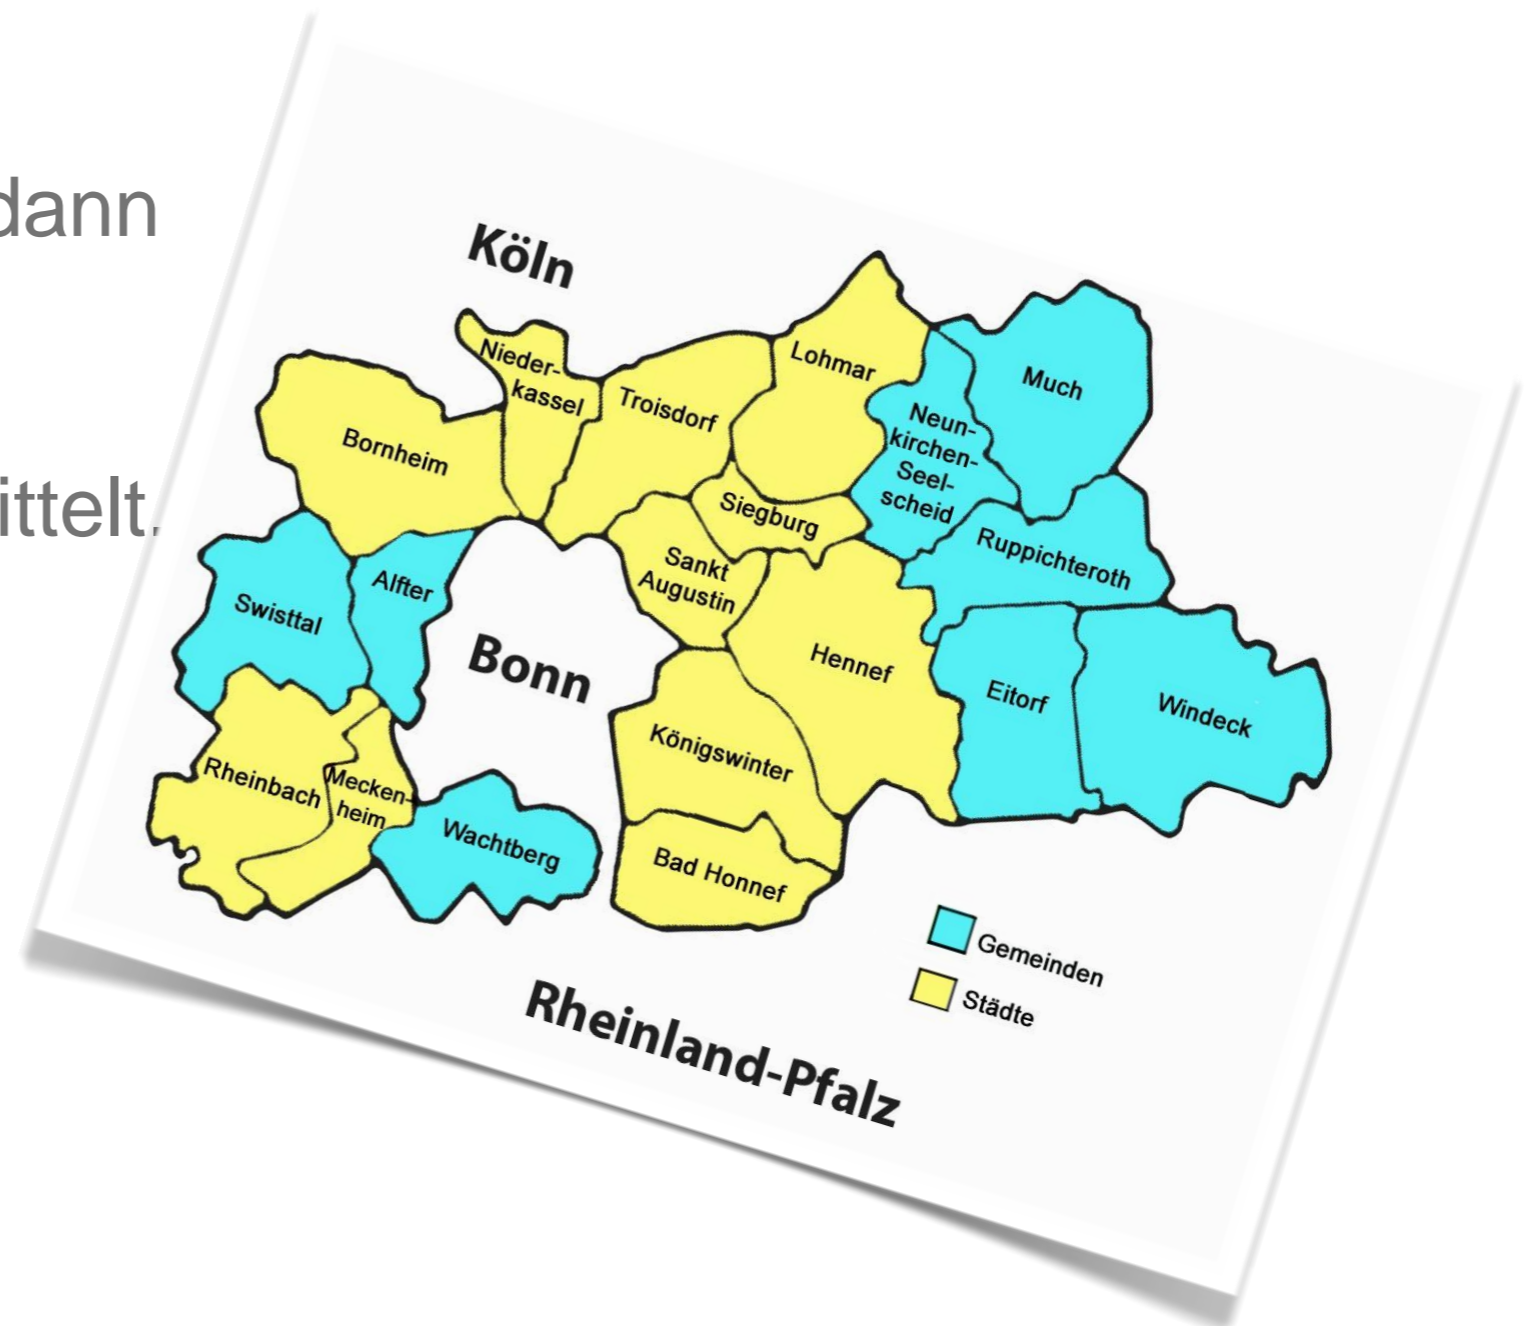 dann
ittelt.
Köln
Nieder-
kassel
Troisdorf
Lohmar
Much
Bornheim
Neun-
kirchen-
Seel-
scheid
Siegburg
Ruppichteroth
Sankt
Augustin
Alfter
Swisttal
Bonn
Hennef
Eitorf
Windeck
Königswinter
Rheinbach
Mecken-
heim
Wachtberg
Bad Honnef
Gemeinden
Städte
Rheinland-Pfalz